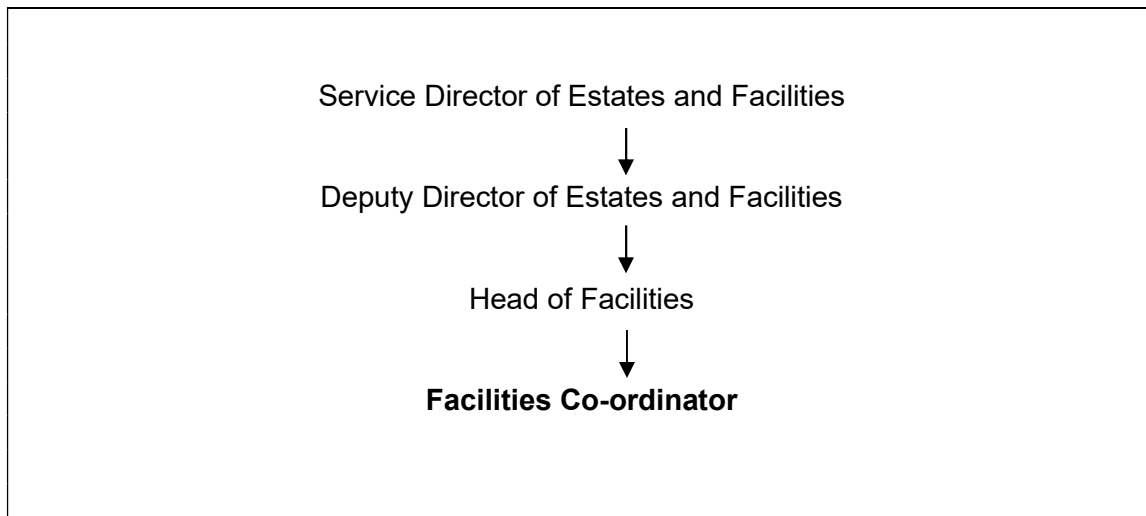 Service Director of Estates and Facilities
Deputy Director of Estates and Facilities
Head of Facilities
Facilities Co-ordinator